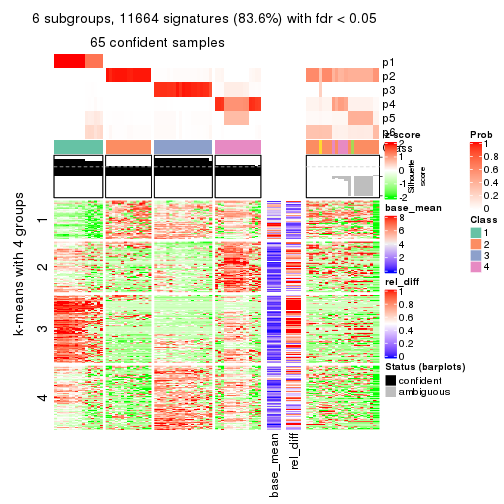 6 subgroups, 11664 signatures (83.6%) with fdr < 0.05
65 confident samples
p1
p2
p3
p4
p5
p6
Class
Silhouette
score
k-means with 4 groups
1
2
3
4
base_mean
rel_diff
z-score
2
1
0
-1
-2
base_mean
8
6
4
2
0
rel_diff
1
0.8
0.6
0.4
0.2
0
Status (barplots)
confident
ambiguous
Prob
1
0.8
0.6
0.4
0.2
0
Class
1
2
3
4